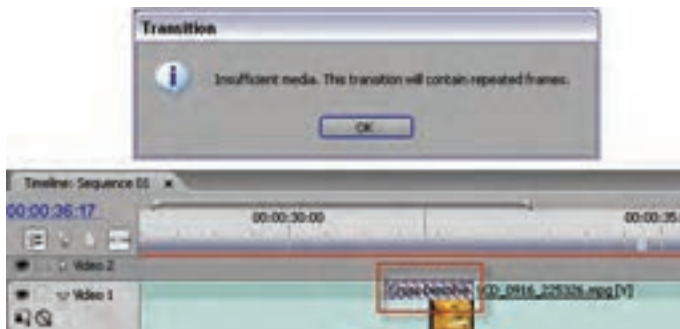 Transition
Insufficient media. This transition will contain repeated frames.
OK
Timeline: Sequence 01 x
00:00:36:17
00:00:30:00
00:00:35:
Video 2
Video 1
Cross Dissolve VCD_0916_225326.mpg [V]